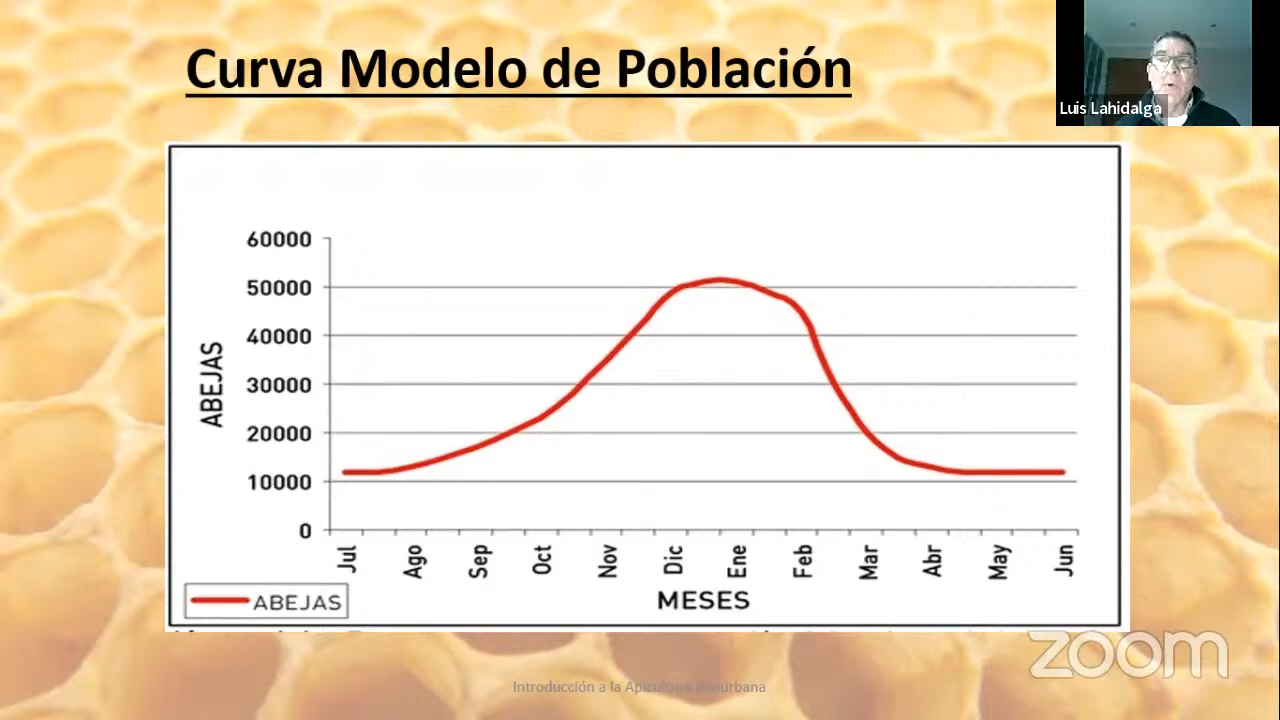 Curva Modelo de Población
Luis Lahidalga
60000
50000
40000
30000
20000
10000
0
ABEJAS
Jul Ago Sep Oct Nov Dic Ene Feb Mar Abr May Jun
MESES
ABEJAS
zoom
Introducción a la Apicultura